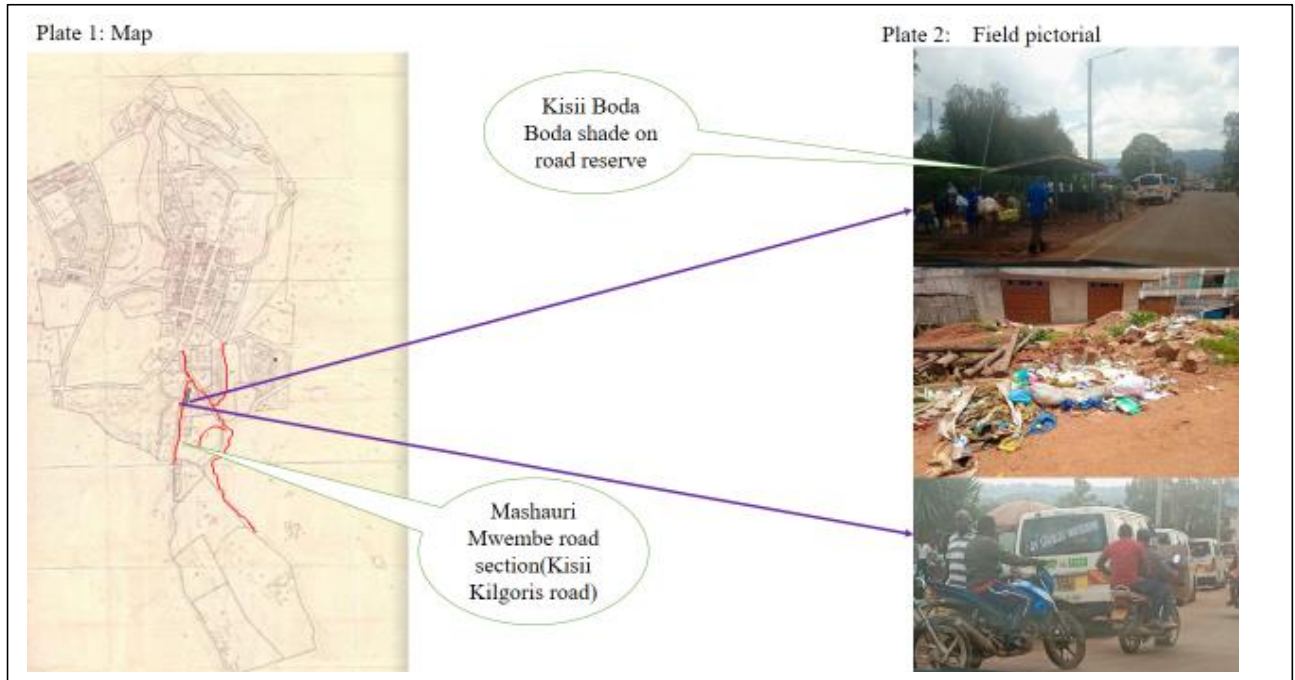 Plate 1: Map
Plate 2: Field pictorial
Kisii Boda
Boda shade on
road reserve
Mashauri
Mwembe road
section(Kisii
Kilgoris road)